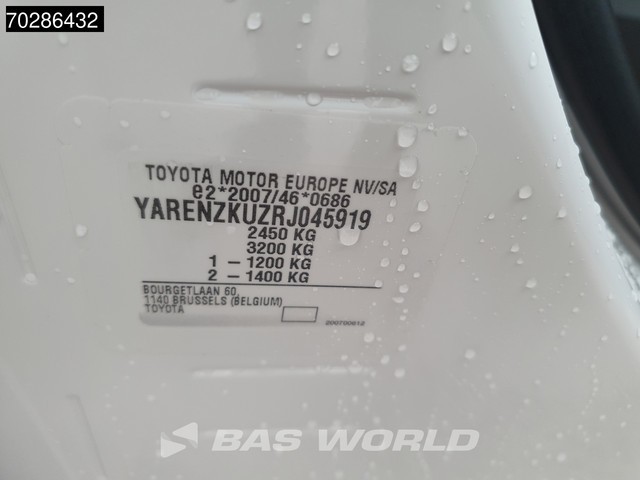 70286432
TOYOTA MOTOR EUROPE NV/SA
e2*2007/46*0686
YARENZKUZRJ045919
2450 KG
3200 KG
1 - 1200 KG
2 - 1400 KG
BOURGETLAAN 60,
1140 BRUSSELS (BELGIUM)
TOYOTA
BAS WORLD